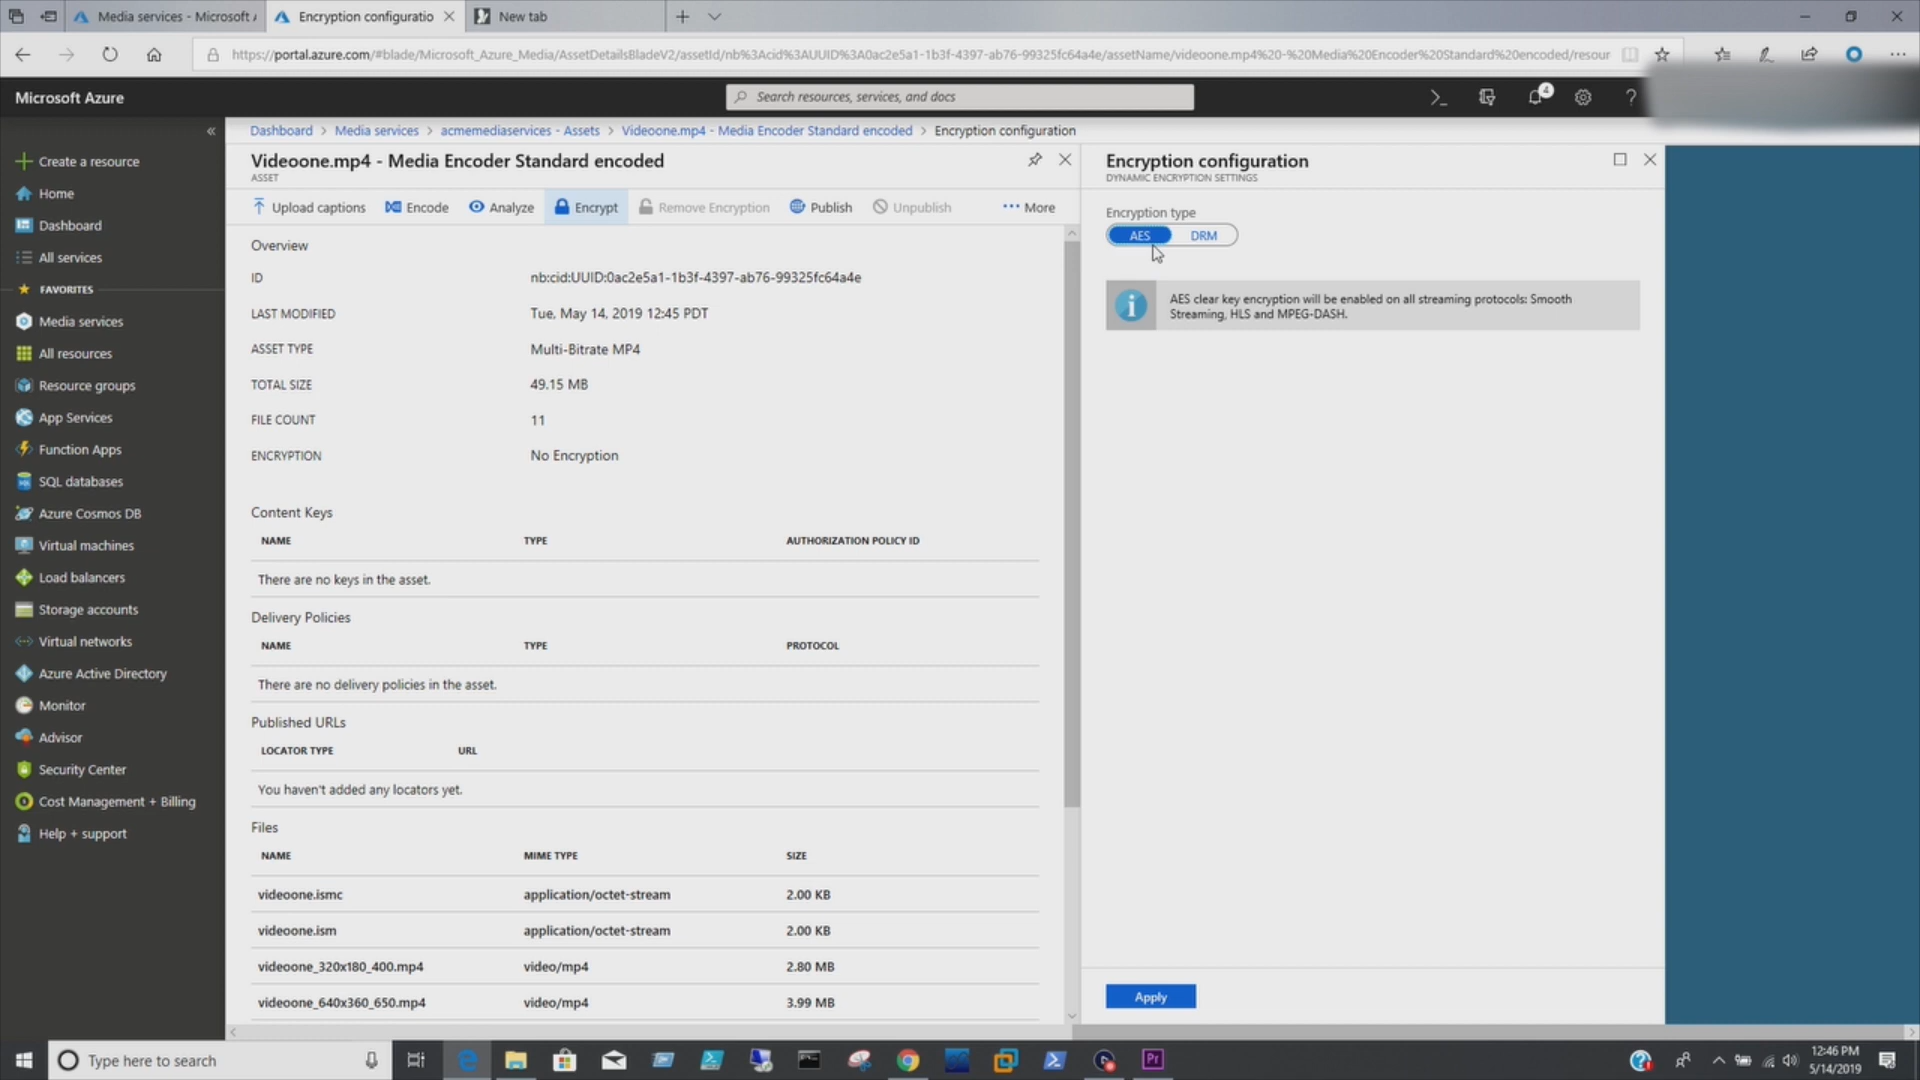 Media services - Microsoft A
Encryption configuratio
New tab
https://portal.azure.com/#blade/Microsoft_Azure_Media/AssetDetailsBladeV2/assetId/nb%3Acid%3AUUID%3A0ac2e5a1-1b3f-4397-ab76-99325fc64a4e/assetName/videoone.mp4%20-%20Media%20Encoder%20Standard%20encoded/resour
Microsoft Azure
Search resources, services, and docs
4
Dashboard > Media services > acmemediaservices - Assets > Videoone.mp4 - Media Encoder Standard encoded > Encryption configuration
Create a resource
Home
Dashboard
All services
FAVORITES
Media services
All resources
Resource groups
App Services
Function Apps
SQL databases
Azure Cosmos DB
Virtual machines
Load balancers
Storage accounts
Virtual networks
Azure Active Directory
Monitor
Advisor
Security Center
Cost Management + Billing
Help + support
Videoone.mp4 - Media Encoder Standard encoded
ASSET
Upload captions Encode Analyze Encrypt Remove Encryption Publish Unpublish More
Overview
ID nb:cid:UUID:0ac2e5a1-1b3f-4397-ab76-99325fc64a4e
LAST MODIFIED Tue, May 14, 2019 12:45 PDT
ASSET TYPE Multi-Bitrate MP4
TOTAL SIZE 49.15 MB
FILE COUNT 11
ENCRYPTION No Encryption
Content Keys
NAME TYPE AUTHORIZATION POLICY ID
There are no keys in the asset.
Delivery Policies
NAME TYPE PROTOCOL
There are no delivery policies in the asset.
Published URLs
LOCATOR TYPE URL
You haven't added any locators yet.
Files
NAME MIME TYPE SIZE
videoone.ismc application/octet-stream 2.00 KB
videoone.ism application/octet-stream 2.00 KB
videoone_320x180_400.mp4 video/mp4 2.80 MB
videoone_640x360_650.mp4 video/mp4 3.99 MB
Encryption configuration
DYNAMIC ENCRYPTION SETTINGS
Encryption type
AES DRM
AES clear key encryption will be enabled on all streaming protocols: Smooth
Streaming, HLS and MPEG-DASH.
Apply
Type here to search
Pr
12:46 PM
5/14/2019